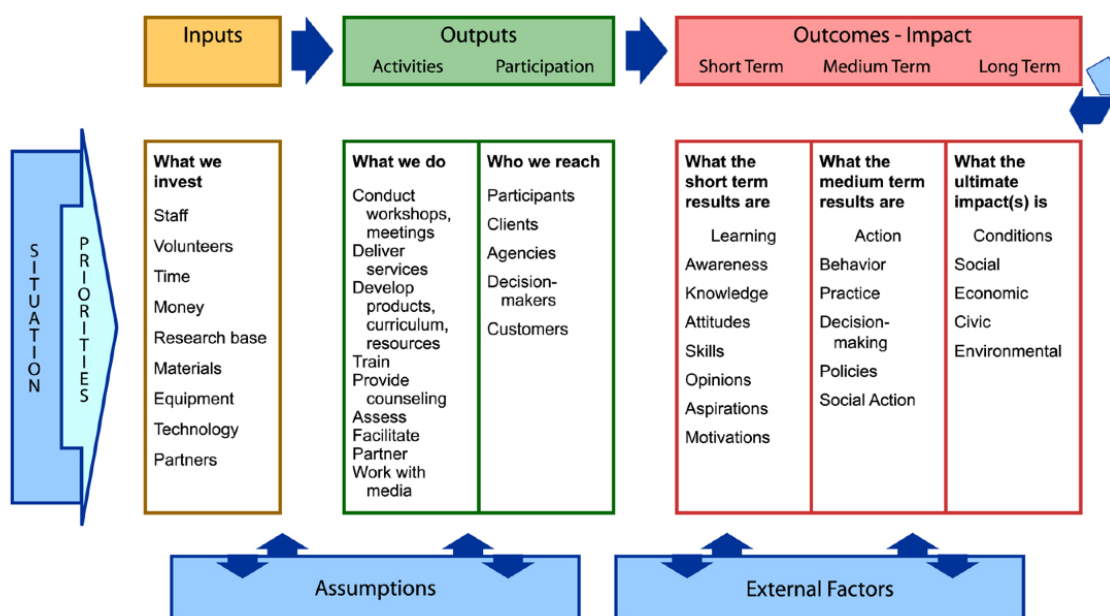 Inputs
Outputs
Activities
Participation
Outcomes - Impact
Short Term
Medium Term
Long Term
SITUATION
PRIORITIES
What we
invest
Staff
Volunteers
Time
Money
Research base
Materials
Equipment
Technology
Partners
What we do
Conduct
workshops,
meetings
Deliver
services
Develop
products,
curriculum,
resources
Train
Provide
counseling
Assess
Facilitate
Partner
Work with
media
Who we reach
Participants
Clients
Agencies
Decision-
makers
Customers
What the
short term
results are
Learning
Awareness
Knowledge
Attitudes
Skills
Opinions
Aspirations
Motivations
What the
medium term
results are
Action
Behavior
Practice
Decision-
making
Policies
Social Action
What the
ultimate
impact(s) is
Conditions
Social
Economic
Civic
Environmental
Assumptions
External Factors